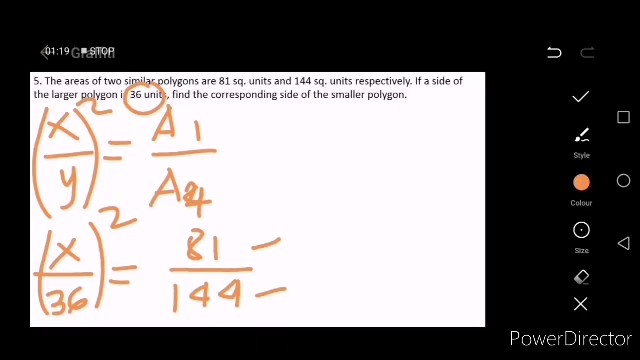 01:19 STOP
5. The areas of two similar polygons are 81 sq. units and 144 sq. units respectively. If a side of
the larger polygon is 36 units, find the corresponding side of the smaller polygon.
(x/y)² = A1/A
(x/36)² = 81/144
Style
Colour
Size
PowerDirector